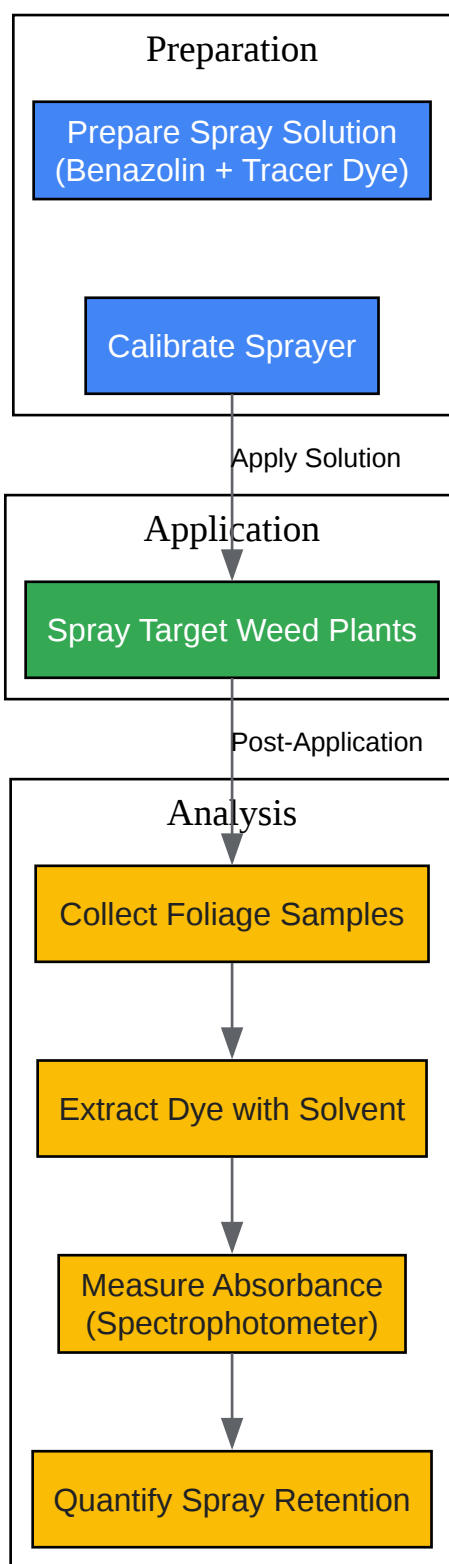 Preparation
Prepare Spray Solution
(Benazolin + Tracer Dye)
Calibrate Sprayer
Apply Solution
Application
Spray Target Weed Plants
Post-Application
Analysis
Collect Foliage Samples
Extract Dye with Solvent
Measure Absorbance
(Spectrophotometer)
Quantify Spray Retention